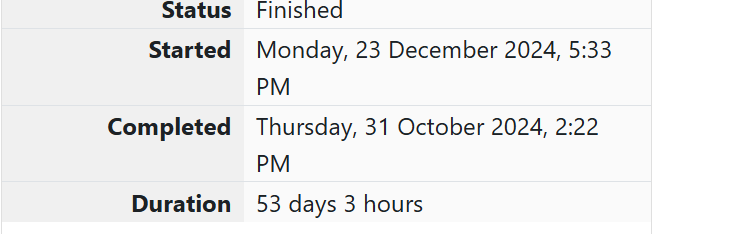 Status Finished
Started Monday, 23 December 2024, 5:33
PM
Completed Thursday, 31 October 2024, 2:22
PM
Duration 53 days 3 hours